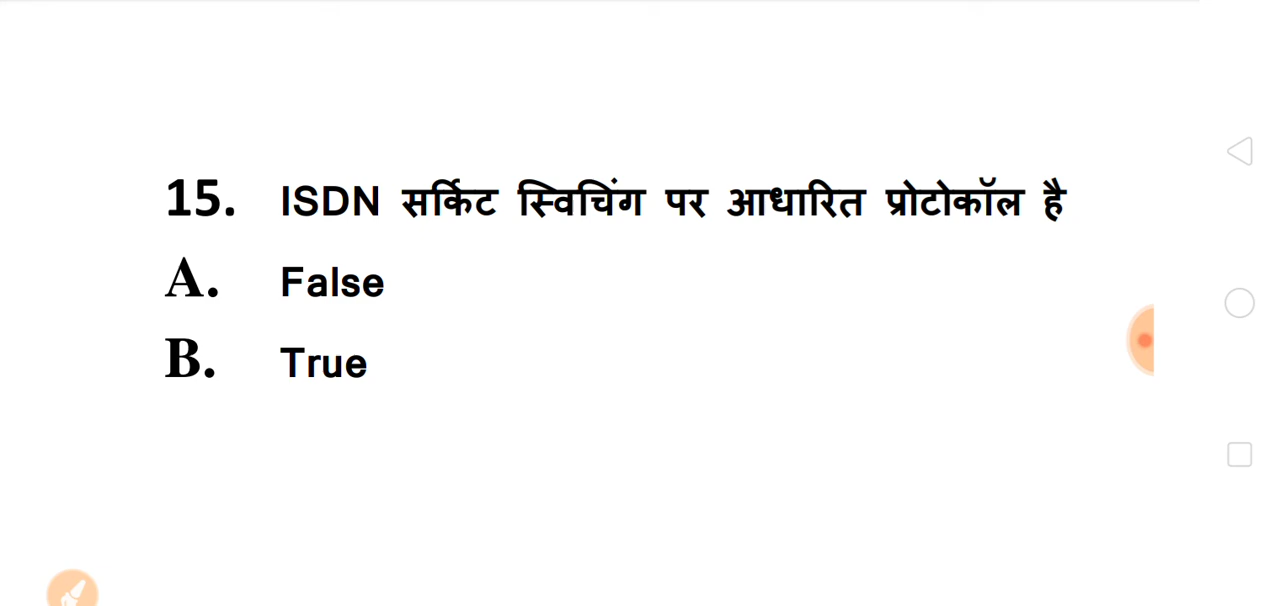 15. ISDN सर्किट स्विचिंग पर आधारित प्रोटोकॉल है
A. False
B. True